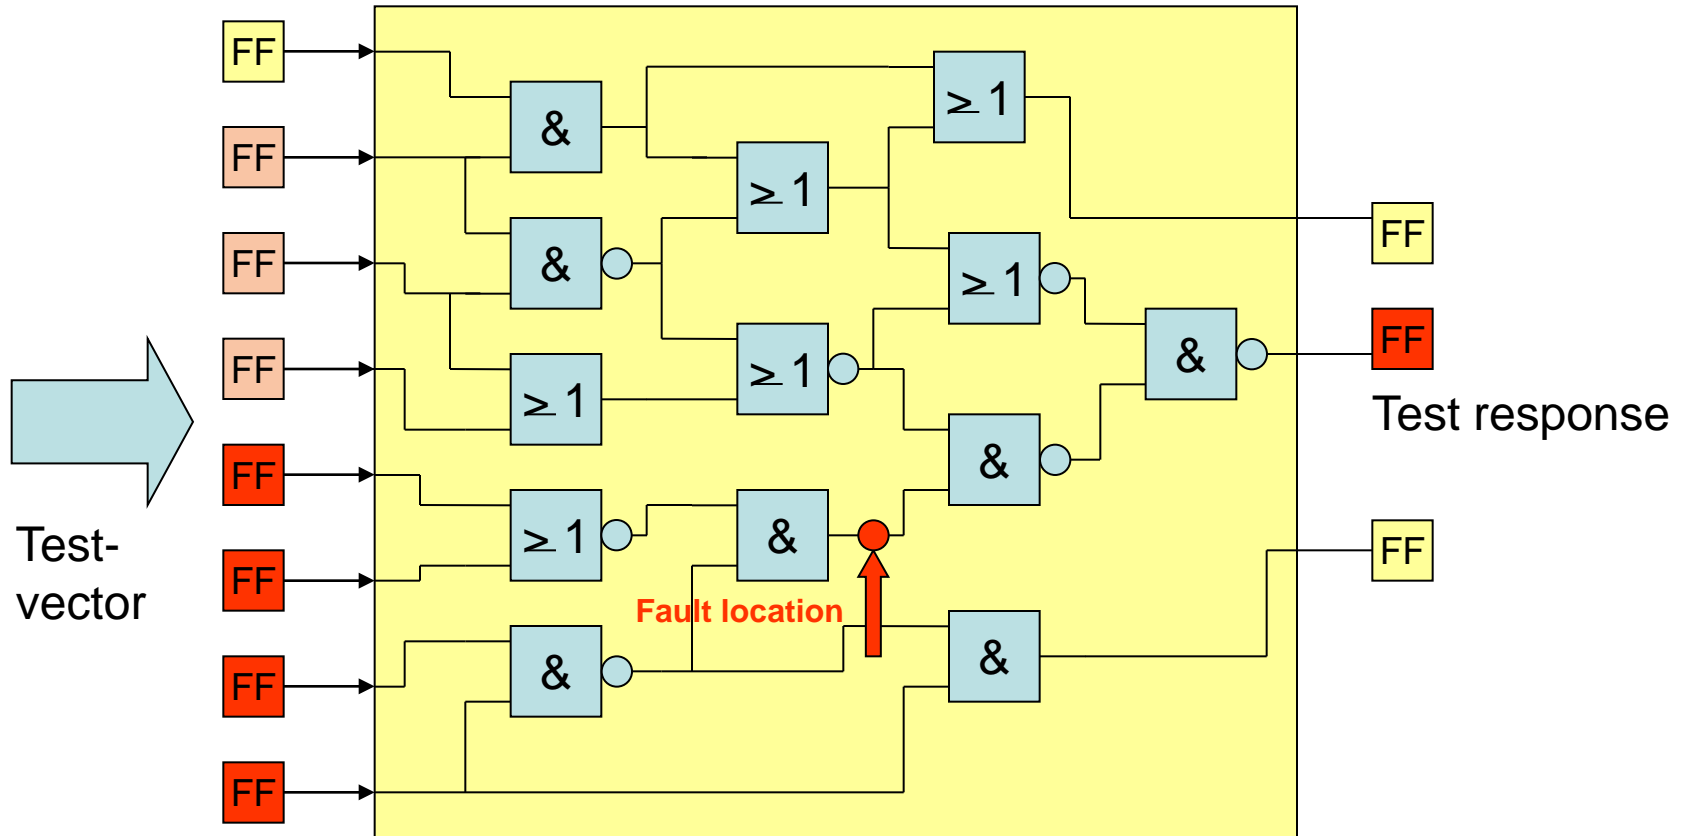 FF
&
≥ 1
FF
≥ 1
FF
FF
&
≥ 1
FF
FF
≥ 1
≥ 1
&
FF
Test response
FF
&
≥ 1
&
Test-
vector
FF
FF
Fault location
FF
&
&
FF